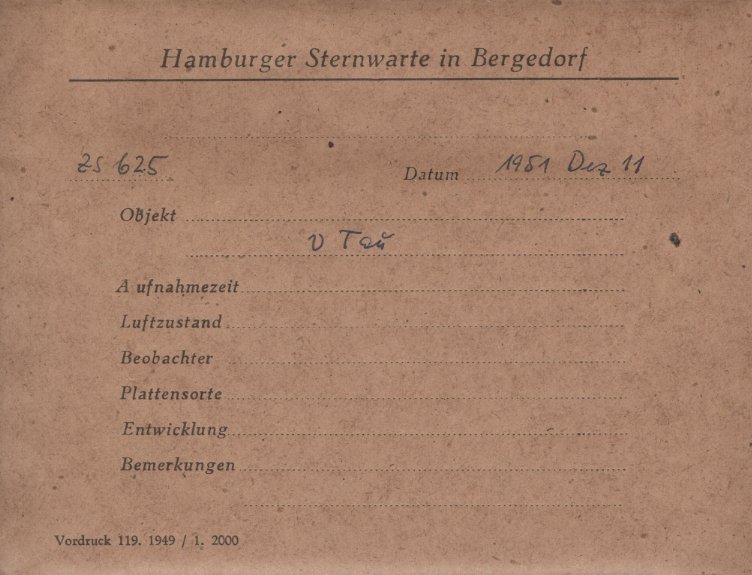 Hamburger Sternwarte in Bergedorf
ZS 625 Datum 1951 Dez 11
Objekt
υ Tau
Aufnahmezeit
Luftzustand
Beobachter
Plattensorte
Entwicklung
Bemerkungen
Vordruck 119. 1949 / 1. 2000